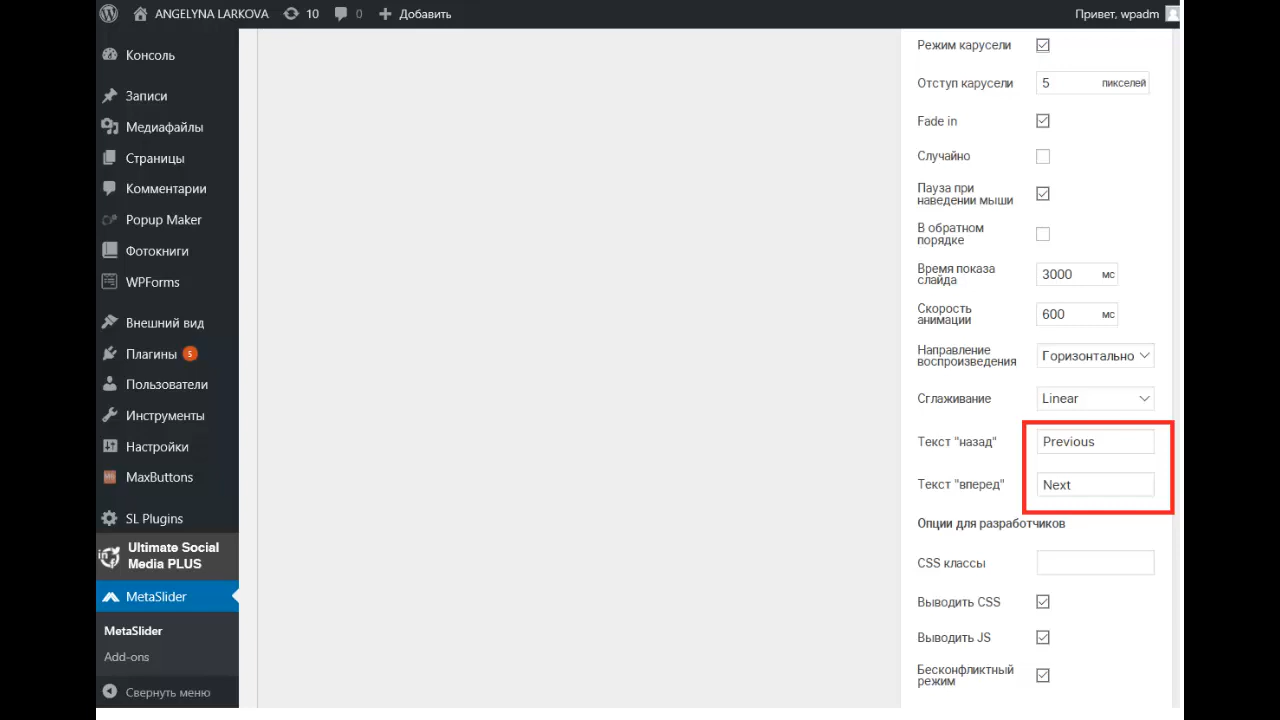 ANGELYNA LARKOVA 10 0 Добавить Привет, wpadm
Консоль
Записи
Медиафайлы
Страницы
Комментарии
Popup Maker
Фотокниги
WPForms
Внешний вид
Плагины 5
Пользователи
Инструменты
Настройки
MaxButtons
SL Plugins
Ultimate Social
Media PLUS
MetaSlider
MetaSlider
Add-ons
Свернуть меню
Режим карусели
Отступ карусели 5 пикселей
Fade in
Случайно
Пауза при
наведении мыши
В обратном
порядке
Время показа
слайда 3000 мс
Скорость
анимации 600 мс
Направление
воспроизведения Горизонтально
Сглаживание Linear
Текст "назад" Previous
Текст "вперед" Next
Опции для разработчиков
CSS классы
Выводить CSS
Выводить JS
Бесконфликтный
режим